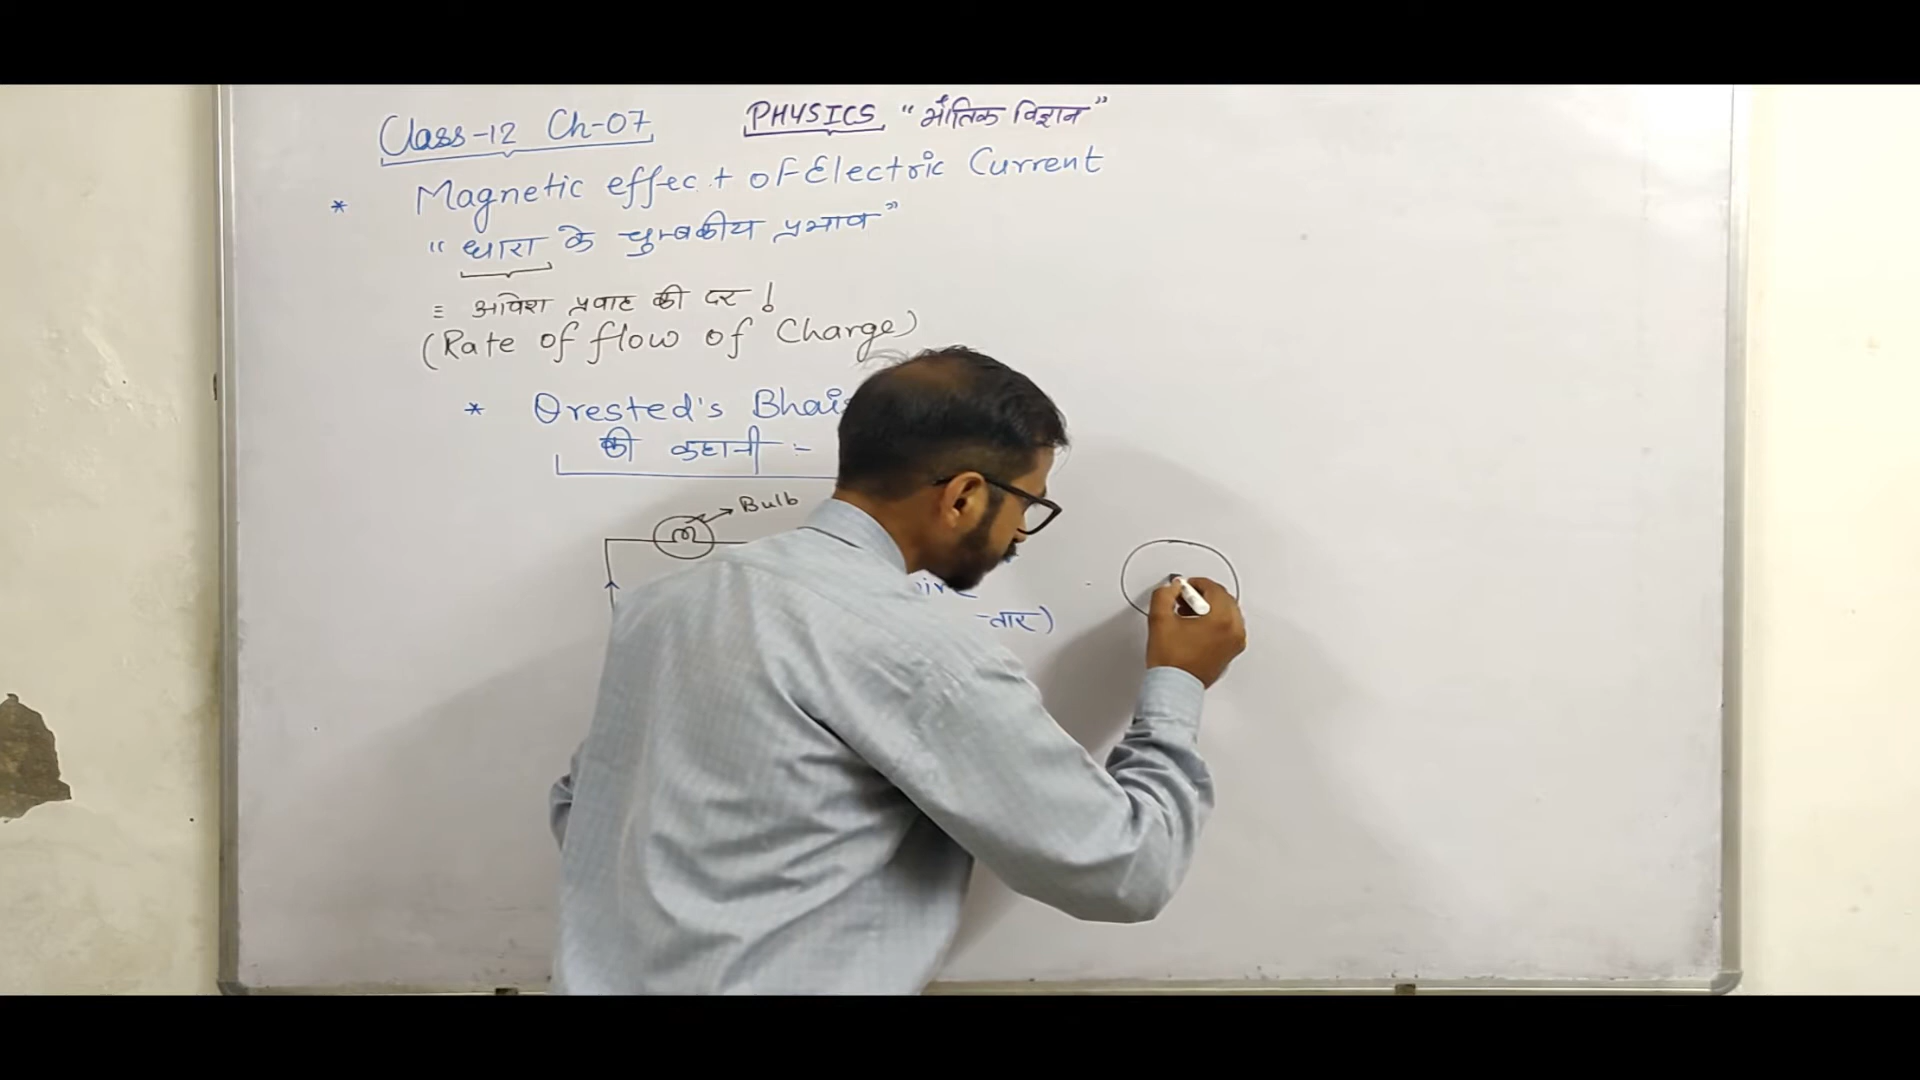 Class-12 Ch-07 PHYSICS "भौतिक विज्ञान"
* Magnetic effect of Electric Current
"धारा के चुम्बकीय प्रभाव"
≡ आवेश प्रवाह की दर !
(Rate of flow of Charge)
* Orested's
की कहानी :-
Bulb
तार)